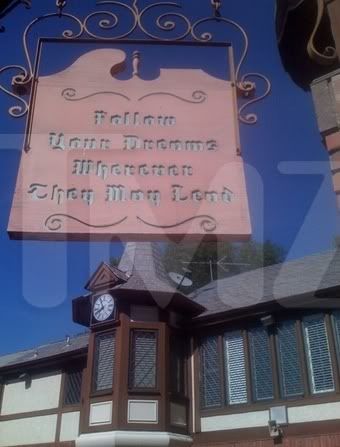 Follow
Your Dreams
Wherever
They May Lead
TMZ